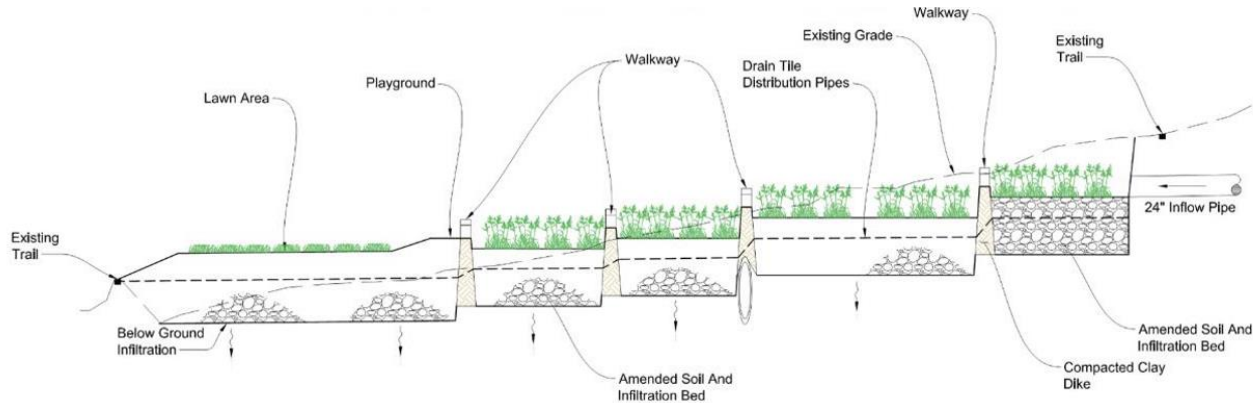 Walkway
Existing Grade
Existing
Trail
Walkway
Drain Tile
Distribution Pipes
Playground
Lawn Area
24" Inflow Pipe
Existing
Trail
Below Ground
Infiltration
Amended Soil And
Infiltration Bed
Amended Soil And
Infiltration Bed
Compacted Clay
Dike